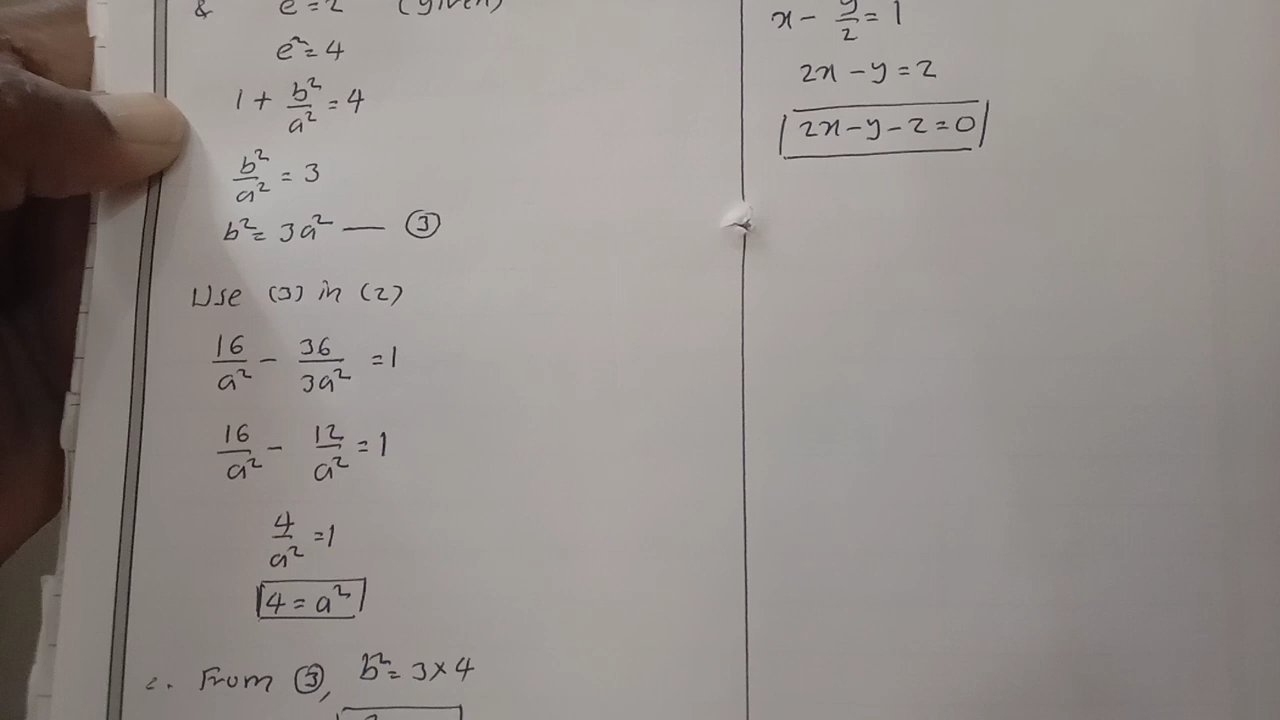 & e = 2 (given)
e² = 4
1 + b²/a² = 4
b²/a² = 3
b² = 3a² — ③
Use (3) in (2)
16/a² - 36/3a² = 1
16/a² - 12/a² = 1
4/a² = 1
4 = a²
From ③, b² = 3 × 4
x - y/2 = 1
2x - y = 2
2x - y - 2 = 0